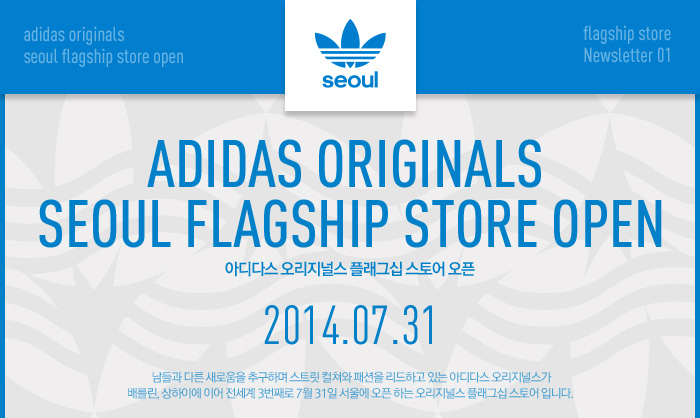 adidas originals
seoul flagship store open
flagship store
Newsletter 01
seoul
ADIDAS ORIGINALS
SEOUL FLAGSHIP STORE OPEN
아디다스 오리지널스 플래그십 스토어 오픈
2014.07.31
남들과 다른 새로움을 추구하며 스트릿 컬쳐와 패션을 리드하고 있는 아디다스 오리지널스가
베를린, 상하이에 이어 전세계 3번째로 7월 31일 서울에 오픈 하는 오리지널스 플래그십 스토어 입니다.